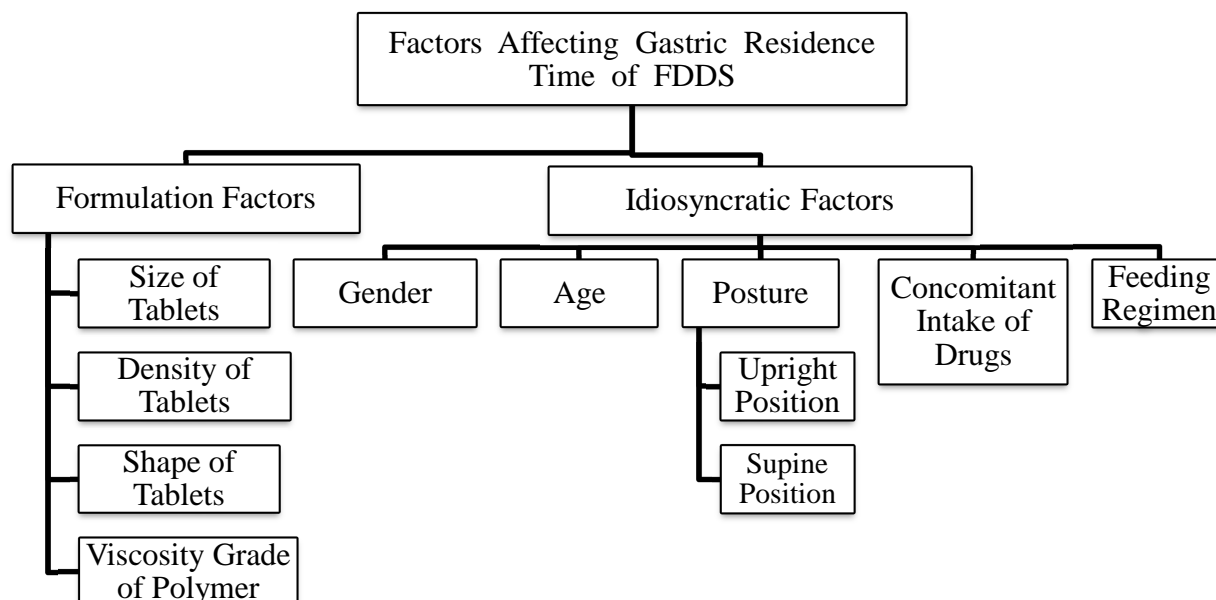 Factors Affecting Gastric Residence
Time of FDDS
Formulation Factors
Idiosyncratic Factors
Size of
Tablets
Density of
Tablets
Shape of
Tablets
Viscosity Grade
of Polymer
Gender
Age
Posture
Upright
Position
Supine
Position
Concomitant
Intake of
Drugs
Feeding
Regimen